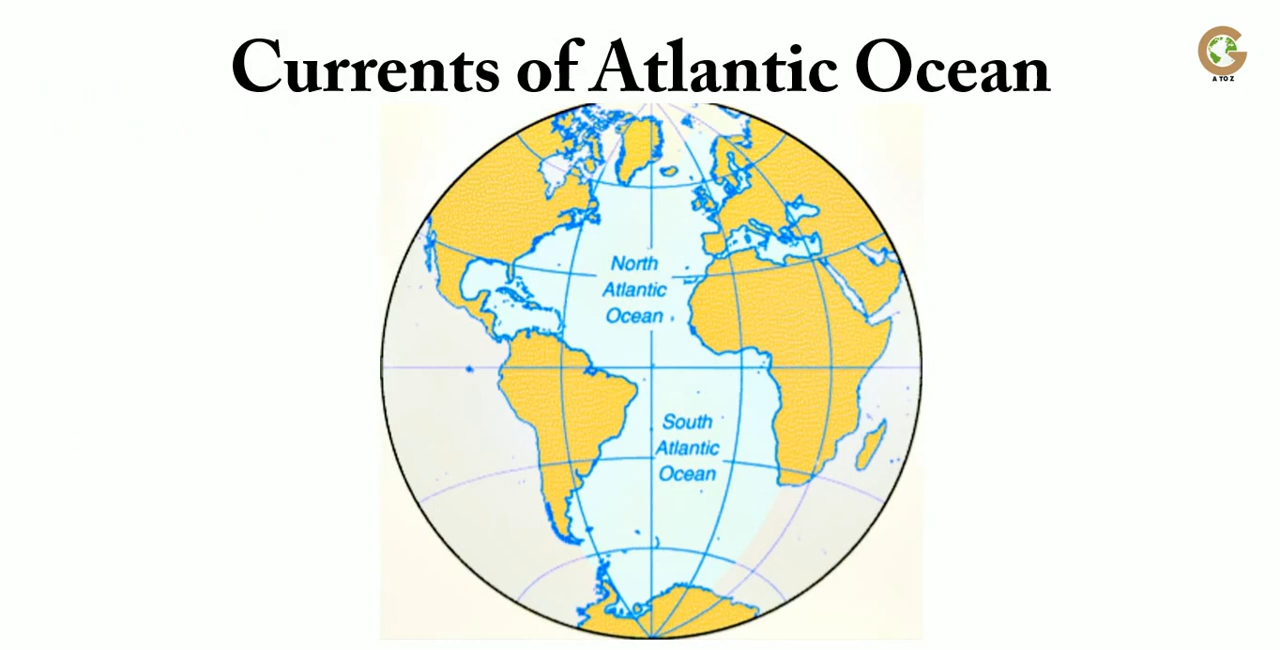 Currents of Atlantic Ocean
G
A TO Z
North
Atlantic
Ocean
South
Atlantic
Ocean